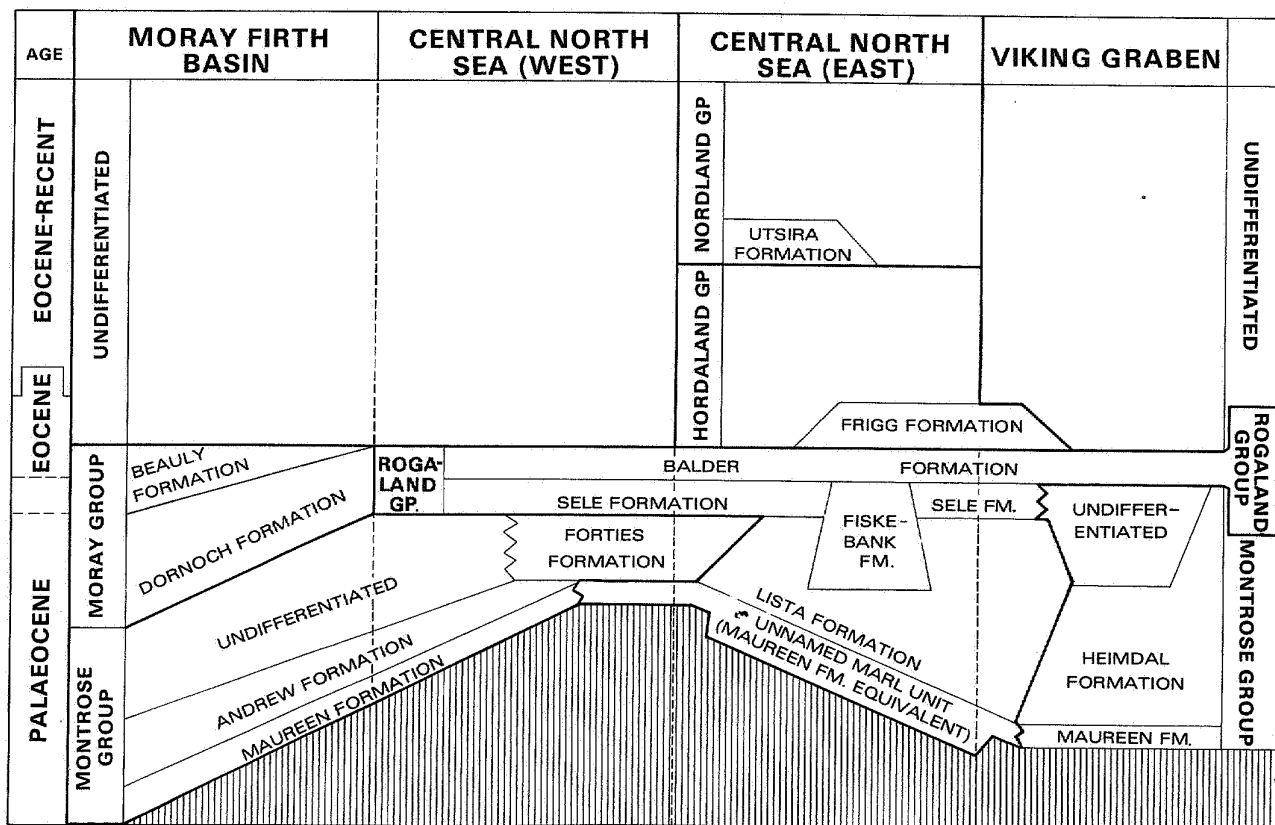 AGE
MORAY FIRTH
BASIN
CENTRAL NORTH
SEA (WEST)
CENTRAL NORTH
SEA (EAST)
VIKING GRABEN
EOCENE-RECENT
EOCENE
PALAEOCENE
UNDIFFERENTIATED
MORAY GROUP
MONTROSE
GROUP
BEAULY
FORMATION
DORNOCH FORMATION
UNDIFFERENTIATED
ANDREW FORMATION
MAUREEN FORMATION
ROGA-
LAND
GP.
BALDER FORMATION
SELE FORMATION
FORTIES
FORMATION
NORDLAND GP
HORDALAND GP
UTSIRA
FORMATION
FRIGG FORMATION
FISKE-
BANK
FM.
SELE FM.
LISTA FORMATION
UNNAMED MARL UNIT
(MAUREEN FM. EQUIVALENT)
UNDIFFER-
ENTIATED
HEIMDAL
FORMATION
MAUREEN FM.
UNDIFFERENTIATED
ROGALAND
GROUP
MONTROSE GROUP